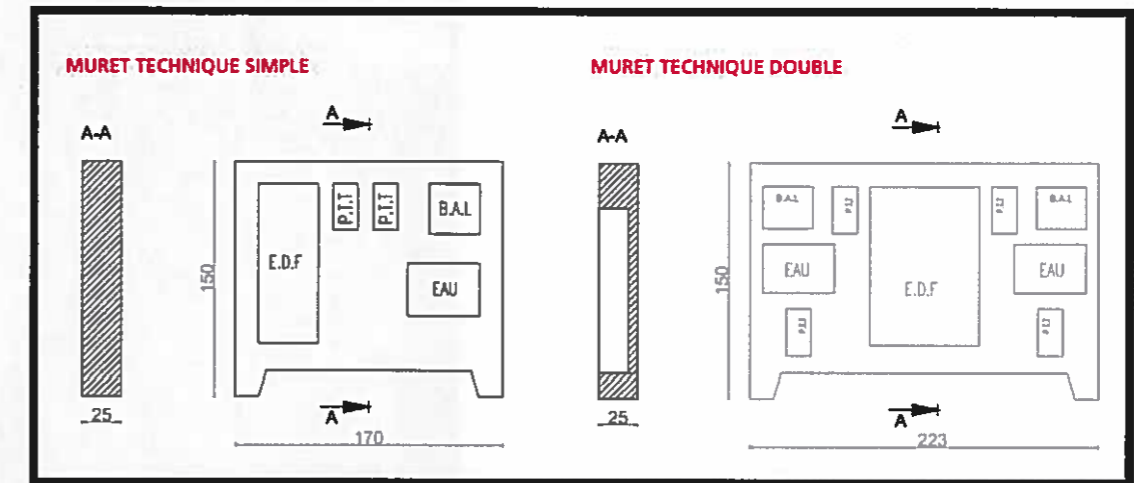 MURET TECHNIQUE SIMPLE
A-A
A
150
E.D.F
P.T.T
P.T.T
B.A.L
EAU
25
A
170
MURET TECHNIQUE DOUBLE
A-A
A
150
B.A.L
P.T.T
E.D.F
P.T.T
B.A.L
EAU
EAU
P.T.T
P.T.T
25
A
223